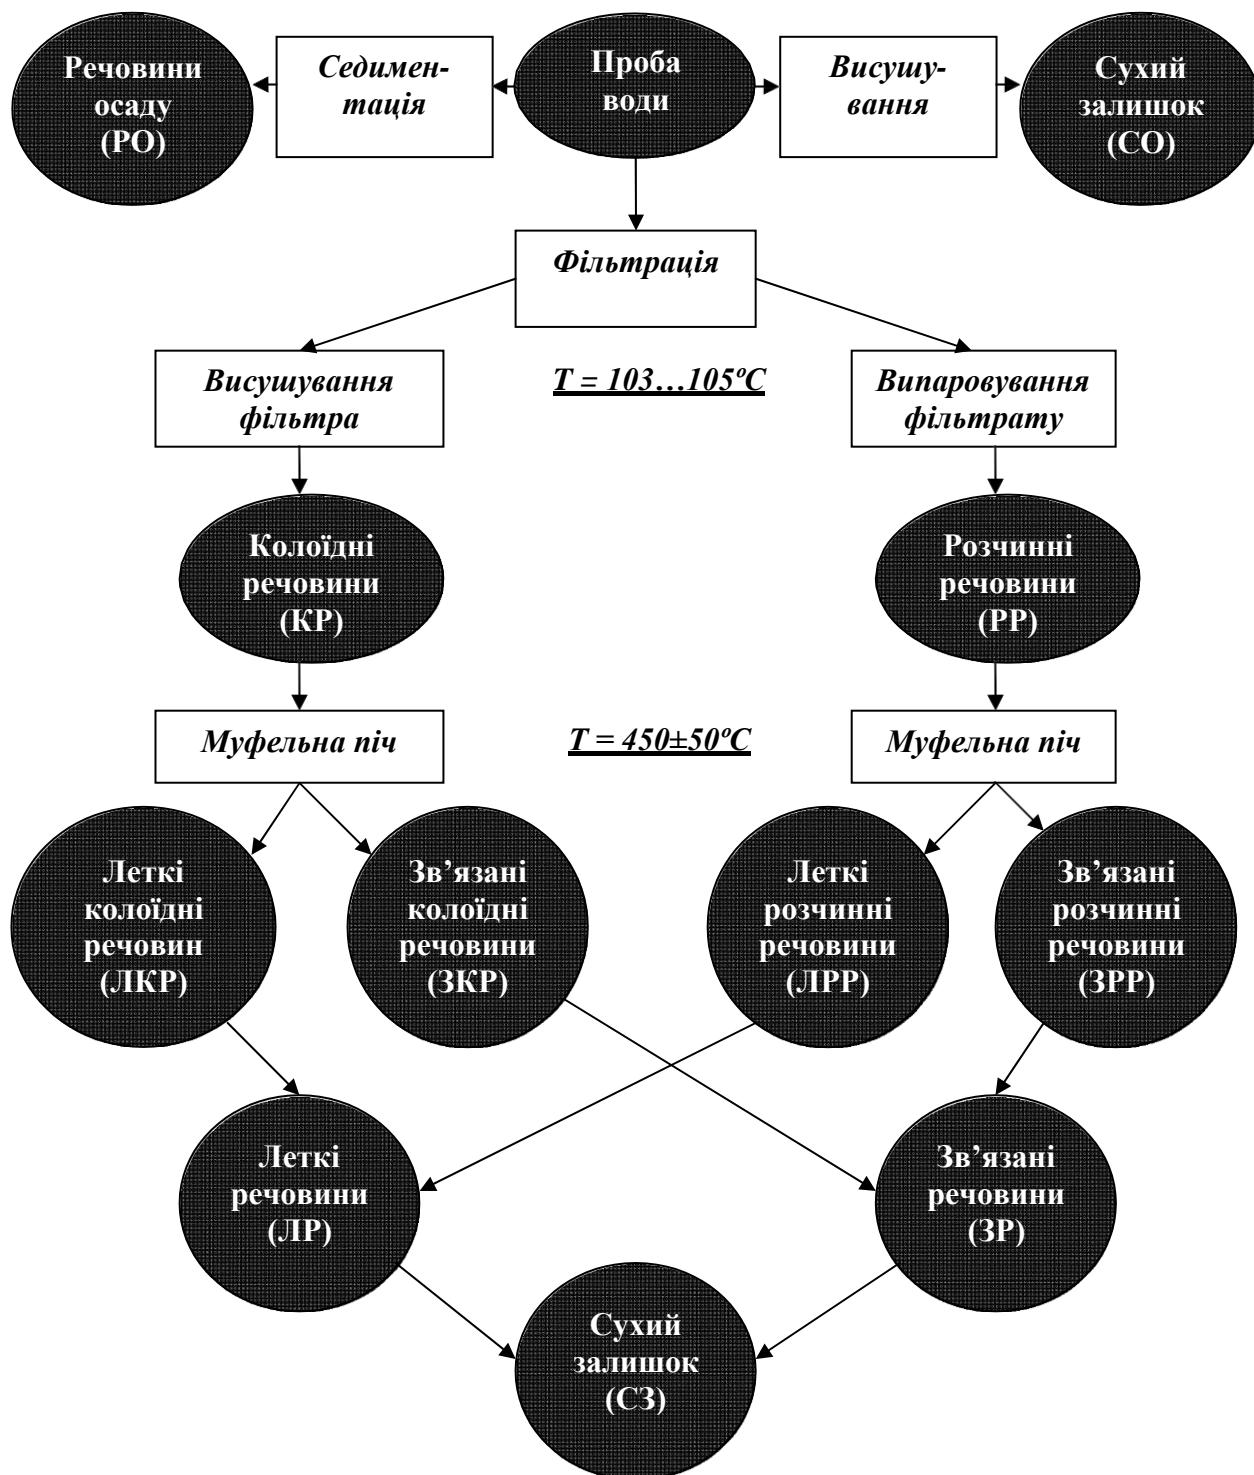 Речовини
осаду
(РО)
Седимен-
тація
Проба
води
Висушу-
вання
Сухий
залишок
(СО)
Фільтрація
Висушування
фільтра
T = 103…105ºC
Випаровування
фільтрату
Колоїдні
речовини
(КР)
Розчинні
речовини
(РР)
Муфельна піч
T = 450±50ºC
Муфельна піч
Леткі
колоїдні
речовин
(ЛКР)
Зв’язані
колоїдні
речовини
(ЗКР)
Леткі
розчинні
речовини
(ЛРР)
Зв’язані
розчинні
речовини
(ЗРР)
Леткі
речовини
(ЛР)
Зв’язані
речовини
(ЗР)
Сухий
залишок
(СЗ)